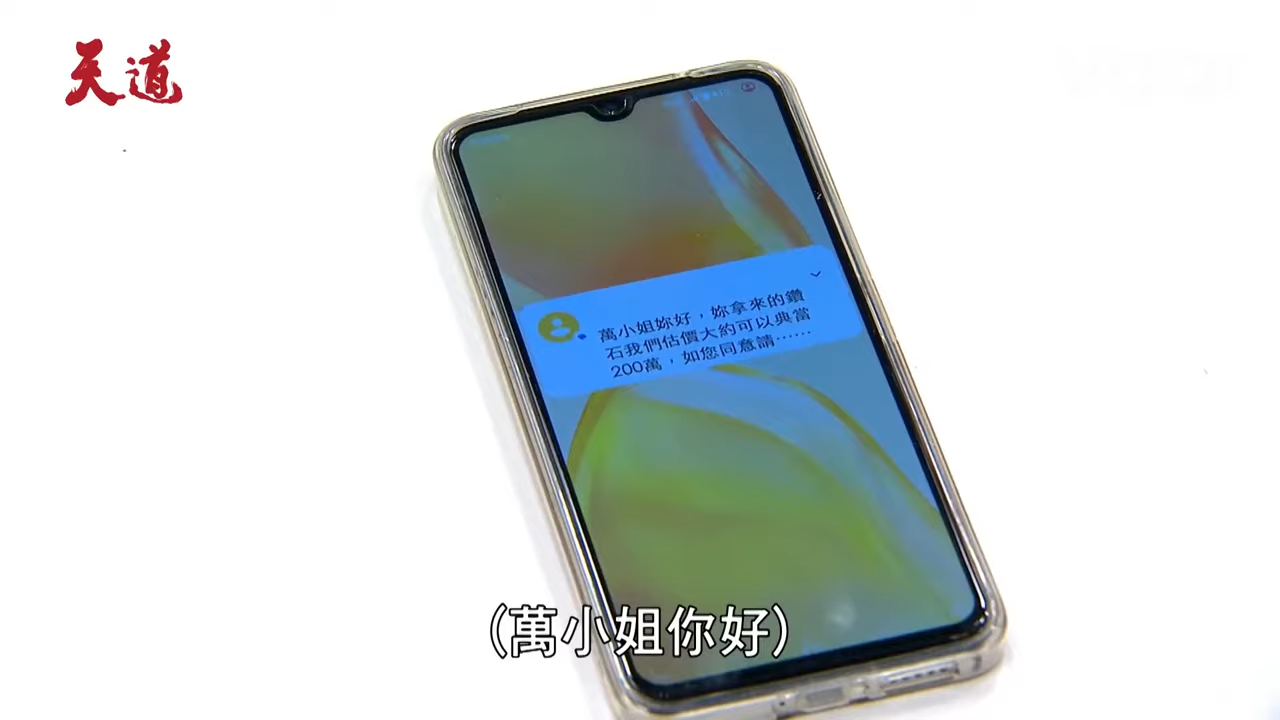 天道
萬小姐妳好，妳拿來的鑽
石我們估價大約可以典當
200萬，如您同意請⋯⋯
(萬小姐你好)